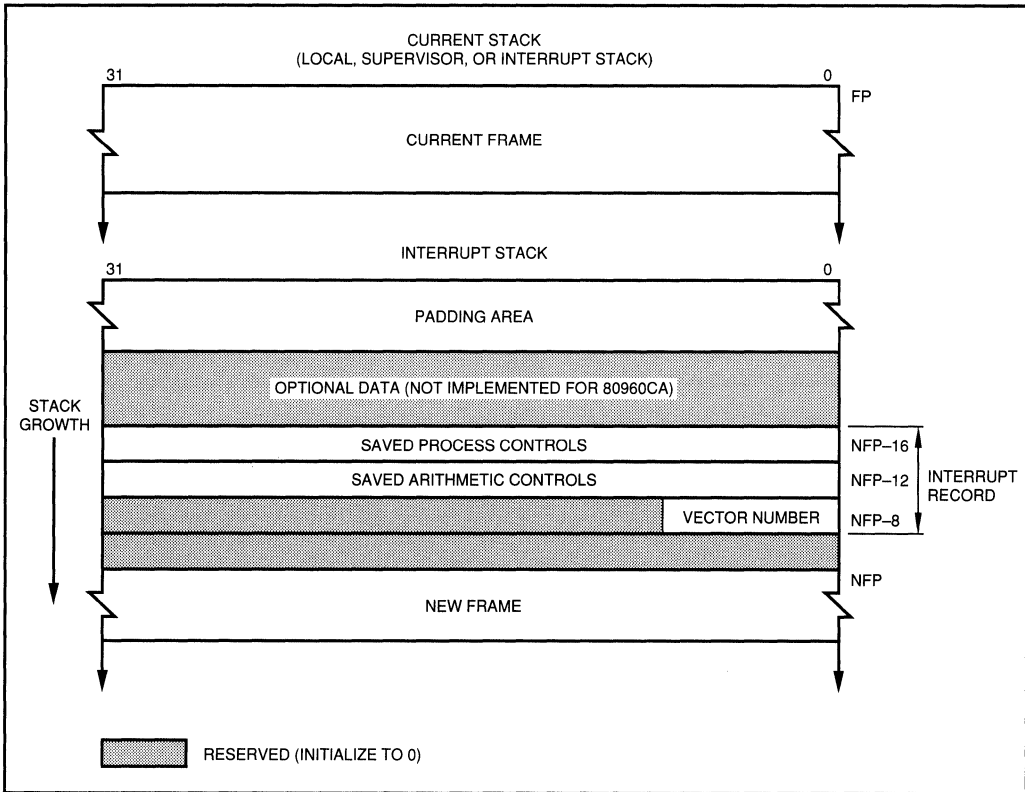 CURRENT STACK
(LOCAL, SUPERVISOR, OR INTERRUPT STACK)
31 0
FP
CURRENT FRAME
INTERRUPT STACK
31 0
PADDING AREA
OPTIONAL DATA (NOT IMPLEMENTED FOR 80960CA)
STACK
GROWTH
SAVED PROCESS CONTROLS NFP–16
SAVED ARITHMETIC CONTROLS NFP–12
INTERRUPT
RECORD
VECTOR NUMBER NFP–8
NFP
NEW FRAME
RESERVED (INITIALIZE TO 0)